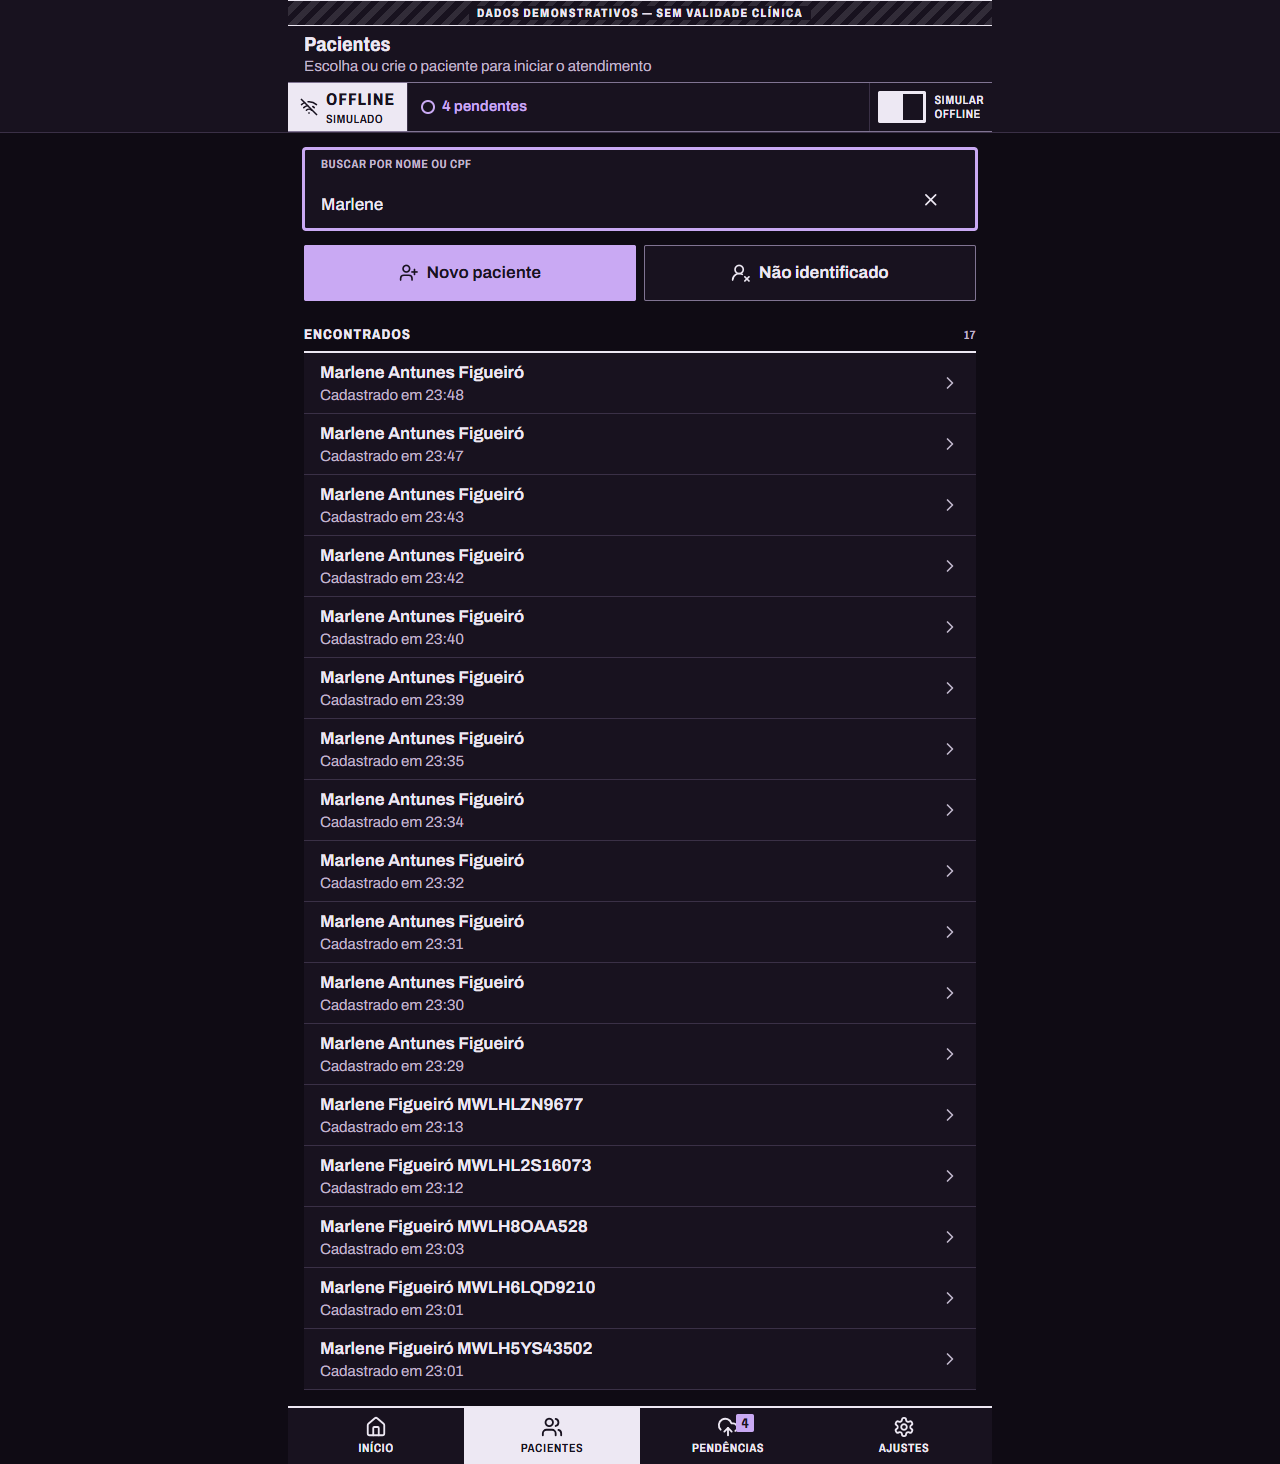 DADOS DEMONSTRATIVOS — SEM VALIDADE CLÍNICA
Pacientes
Escolha ou crie o paciente para iniciar o atendimento
OFFLINE
SIMULADO
4 pendentes
SIMULAR
OFFLINE
BUSCAR POR NOME OU CPF
Marlene
Novo paciente
Não identificado
ENCONTRADOS 17
Marlene Antunes Figueiró
Cadastrado em 23:48
Marlene Antunes Figueiró
Cadastrado em 23:47
Marlene Antunes Figueiró
Cadastrado em 23:43
Marlene Antunes Figueiró
Cadastrado em 23:42
Marlene Antunes Figueiró
Cadastrado em 23:40
Marlene Antunes Figueiró
Cadastrado em 23:39
Marlene Antunes Figueiró
Cadastrado em 23:35
Marlene Antunes Figueiró
Cadastrado em 23:34
Marlene Antunes Figueiró
Cadastrado em 23:32
Marlene Antunes Figueiró
Cadastrado em 23:31
Marlene Antunes Figueiró
Cadastrado em 23:30
Marlene Antunes Figueiró
Cadastrado em 23:29
Marlene Figueiró MWLHLZN9677
Cadastrado em 23:13
Marlene Figueiró MWLHL2S16073
Cadastrado em 23:12
Marlene Figueiró MWLH8OAA528
Cadastrado em 23:03
Marlene Figueiró MWLH6LQD9210
Cadastrado em 23:01
Marlene Figueiró MWLH5YS43502
Cadastrado em 23:01
INÍCIO
PACIENTES
4
PENDÊNCIAS
AJUSTES